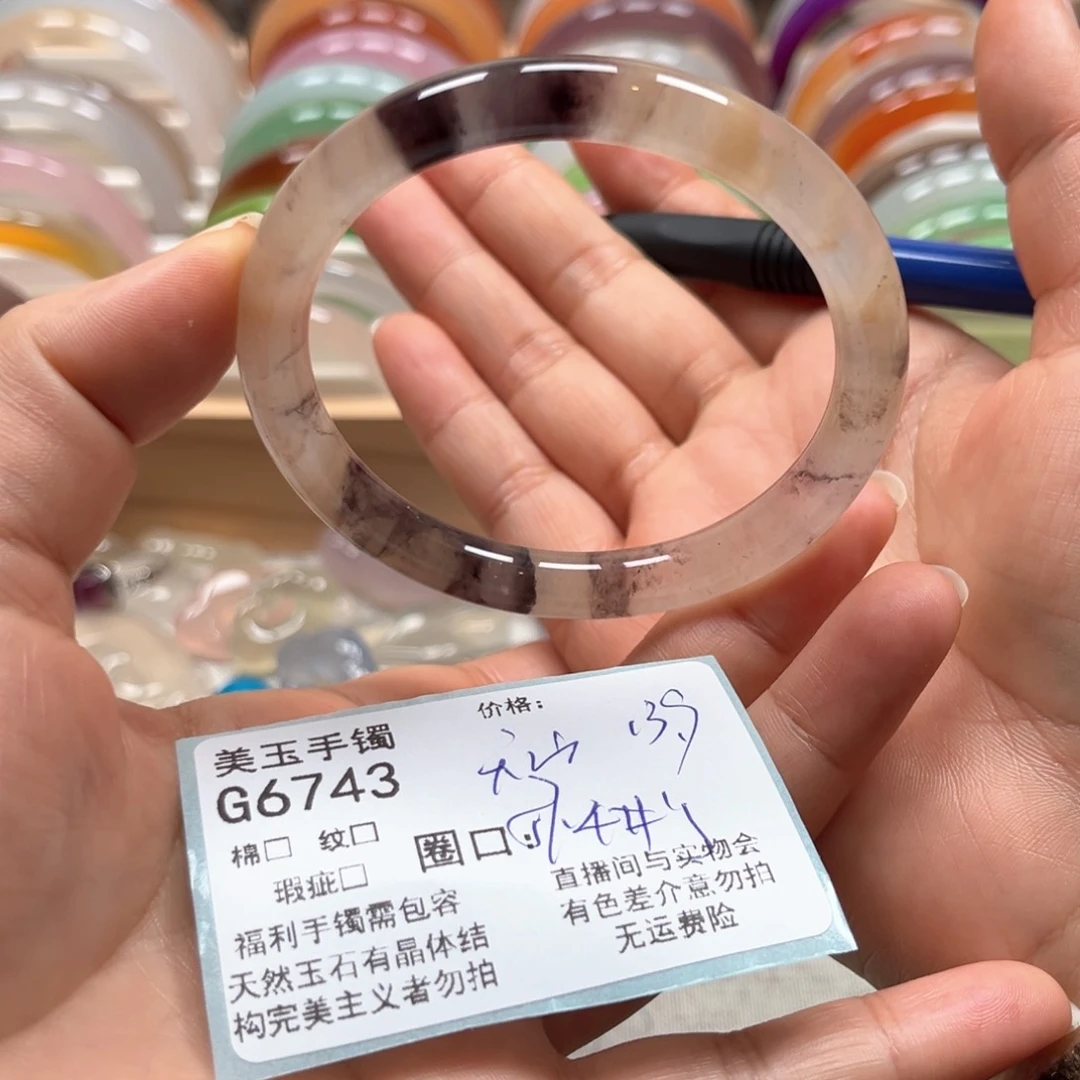 价格:
美玉手镯
G6743
棉□ 纹□
圈口:
瑕疵□
福利手镯需包容
天然玉石有晶体结
构完美主义者勿拍
直播间与实物会
有色差介意勿拍
无运费险